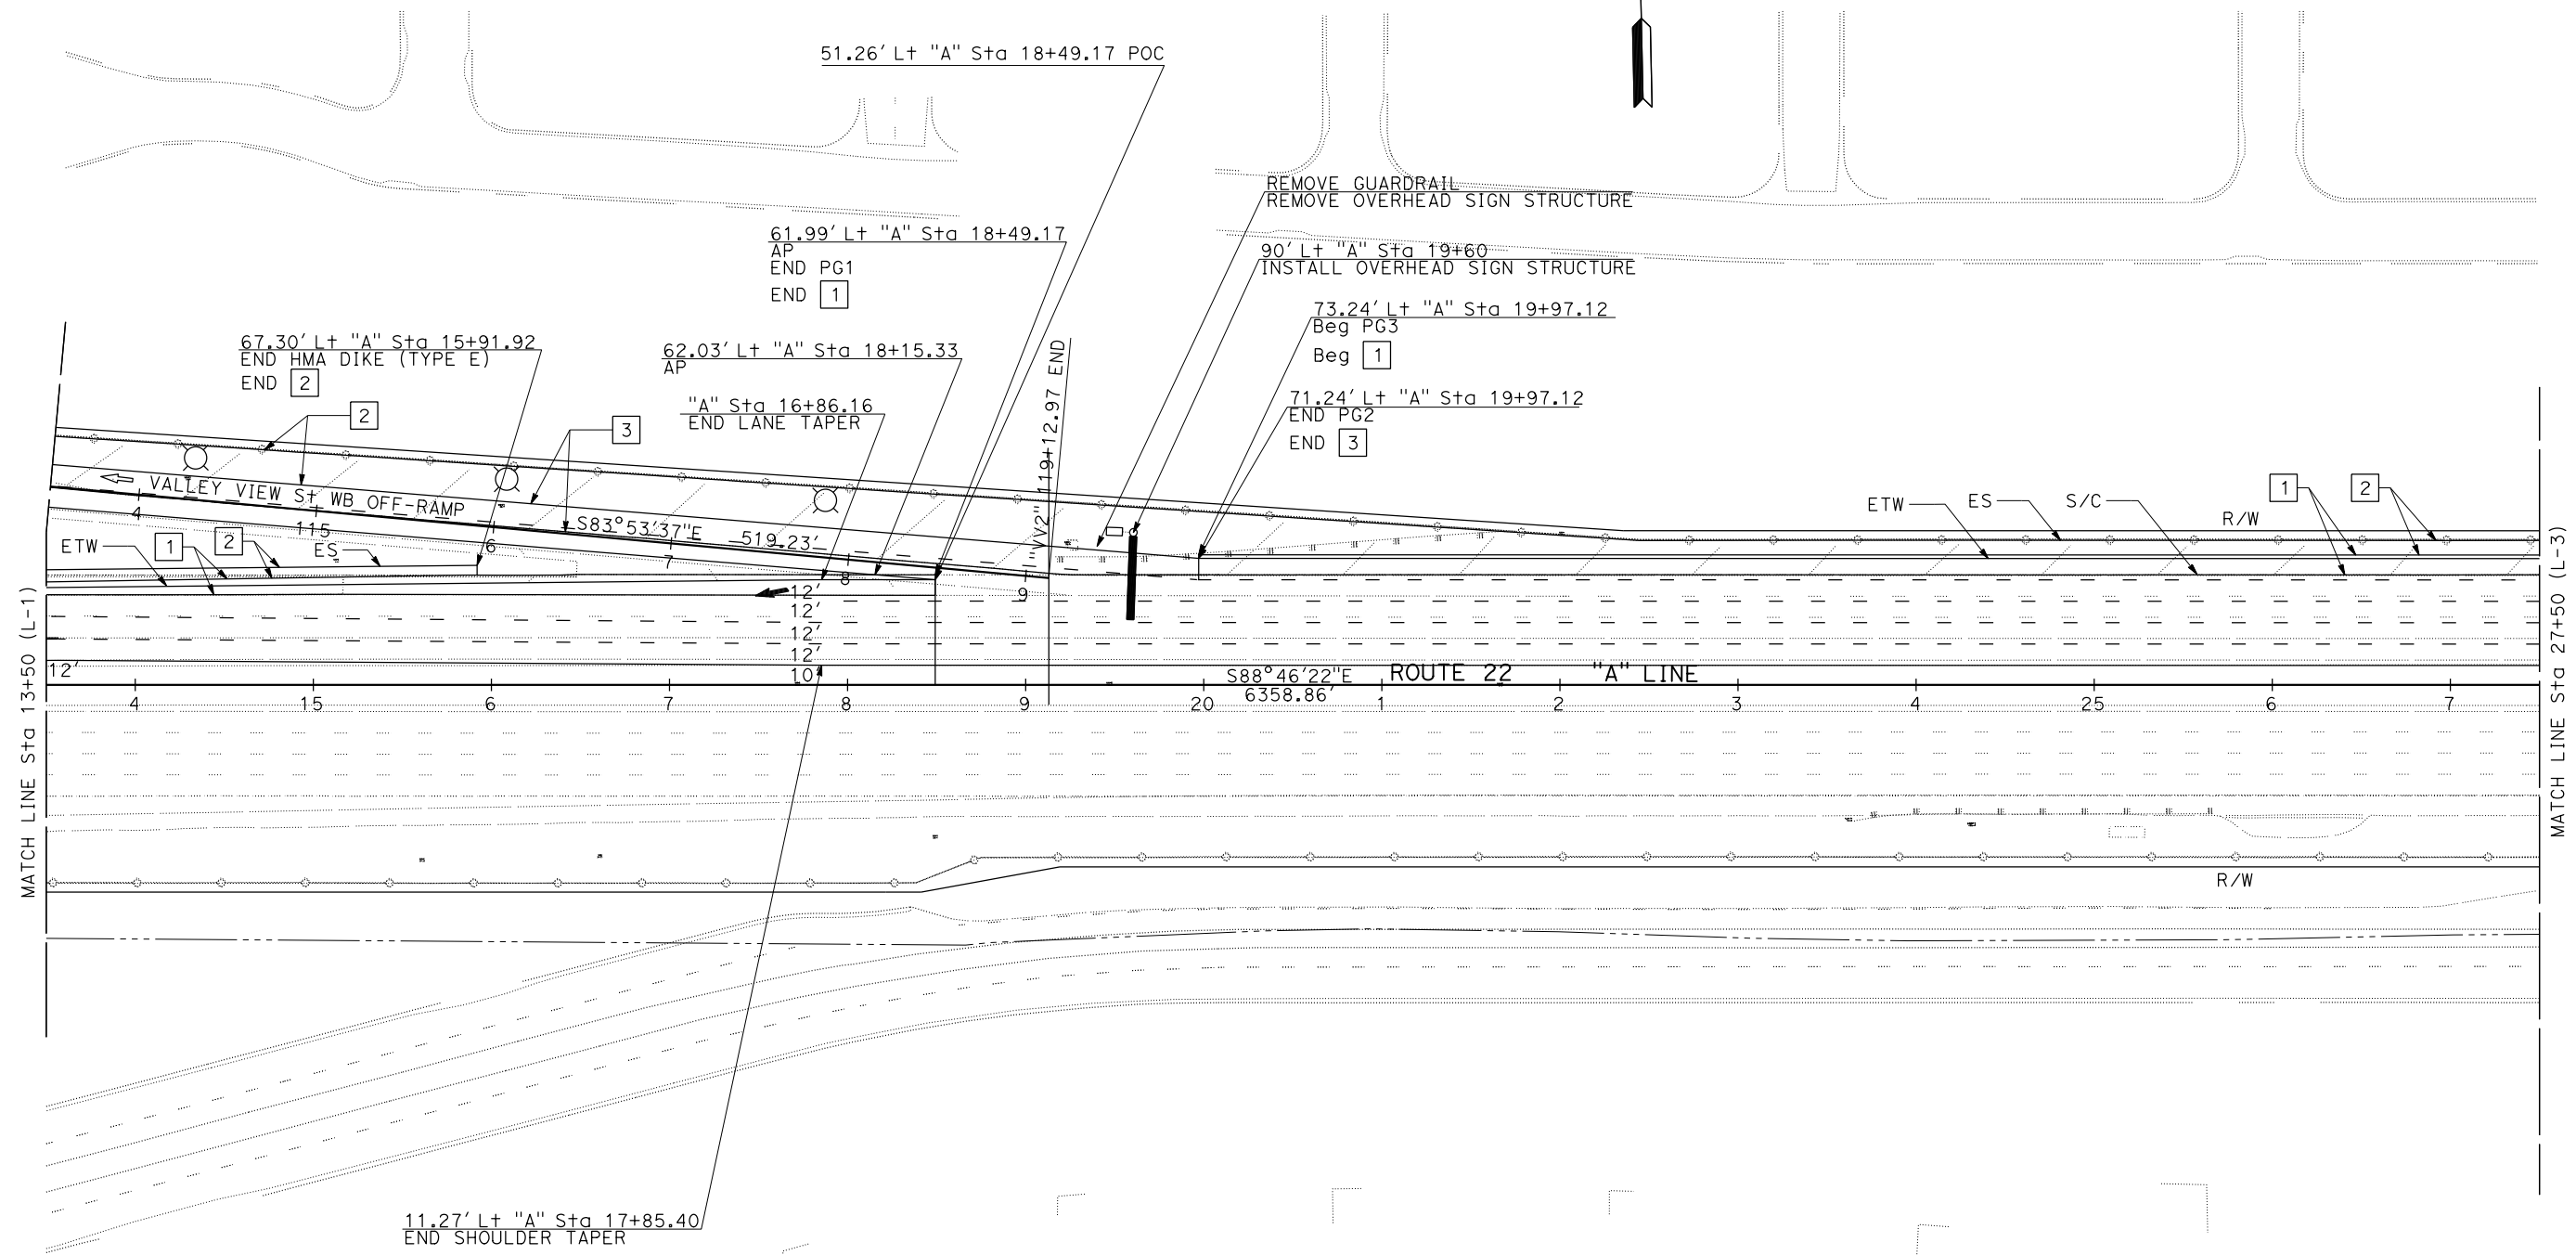 51.26' Lt "A" Sta 18+49.17 POC
REMOVE GUARDRAIL
REMOVE OVERHEAD SIGN STRUCTURE
61.99' Lt "A" Sta 18+49.17
AP
END PG1
END 1
90' Lt "A" Sta 19+60
INSTALL OVERHEAD SIGN STRUCTURE
73.24' Lt "A" Sta 19+97.12
Beg PG3
Beg 1
67.30' Lt "A" Sta 15+91.92
END HMA DIKE (TYPE E)
END 2
62.03' Lt "A" Sta 18+15.33
AP
"VV2" 119+12.97 END
"A" Sta 16+86.16
END LANE TAPER
71.24' Lt "A" Sta 19+97.12
END PG2
END 3
2
3
VALLEY VIEW St WB OFF-RAMP
S83°53'37"E 519.23'
4 115 6 7 8 9
ETW 1 2 ES
ETW ES S/C R/W 1 2
12'
12'
12'
12'
12'
10'
S88°46'22"E
6358.86'
ROUTE 22 "A" LINE
4 15 6 7 8 9 20 1 2 3 4 25 6 7
MATCH LINE Sta 13+50 (L-1)
MATCH LINE Sta 27+50 (L-3)
R/W
11.27' Lt "A" Sta 17+85.40
END SHOULDER TAPER